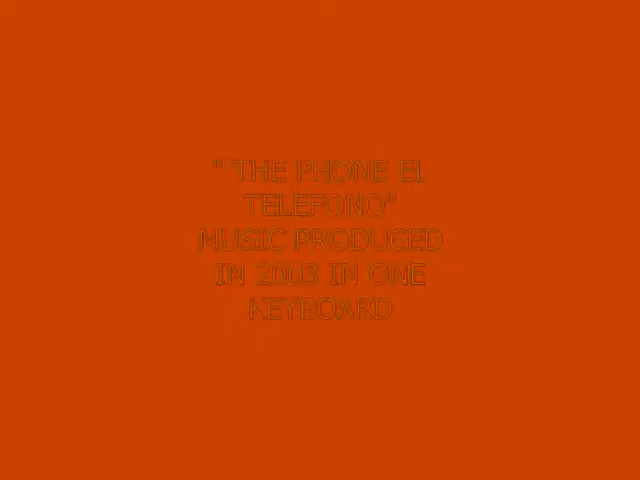 " THE PHONE EL
TELEFONO"
MUSIC PRODUCED
IN 2003 IN ONE
KEYBOARD